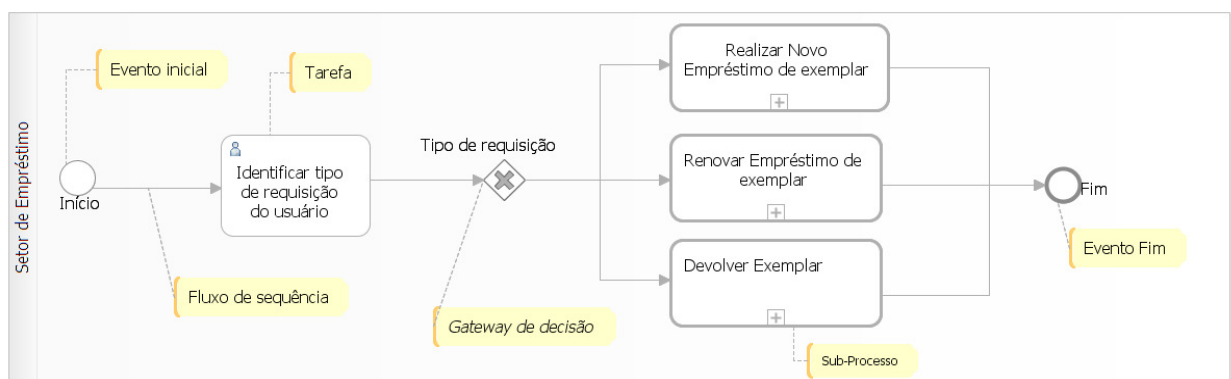 Setor de Empréstimo
Evento inicial
Tarefa
Início
Identificar tipo
de requisição
do usuário
Fluxo de sequência
Tipo de requisição
Gateway de decisão
Realizar Novo
Empréstimo de exemplar
Renovar Empréstimo de
exemplar
Devolver Exemplar
Sub-Processo
Fim
Evento Fim